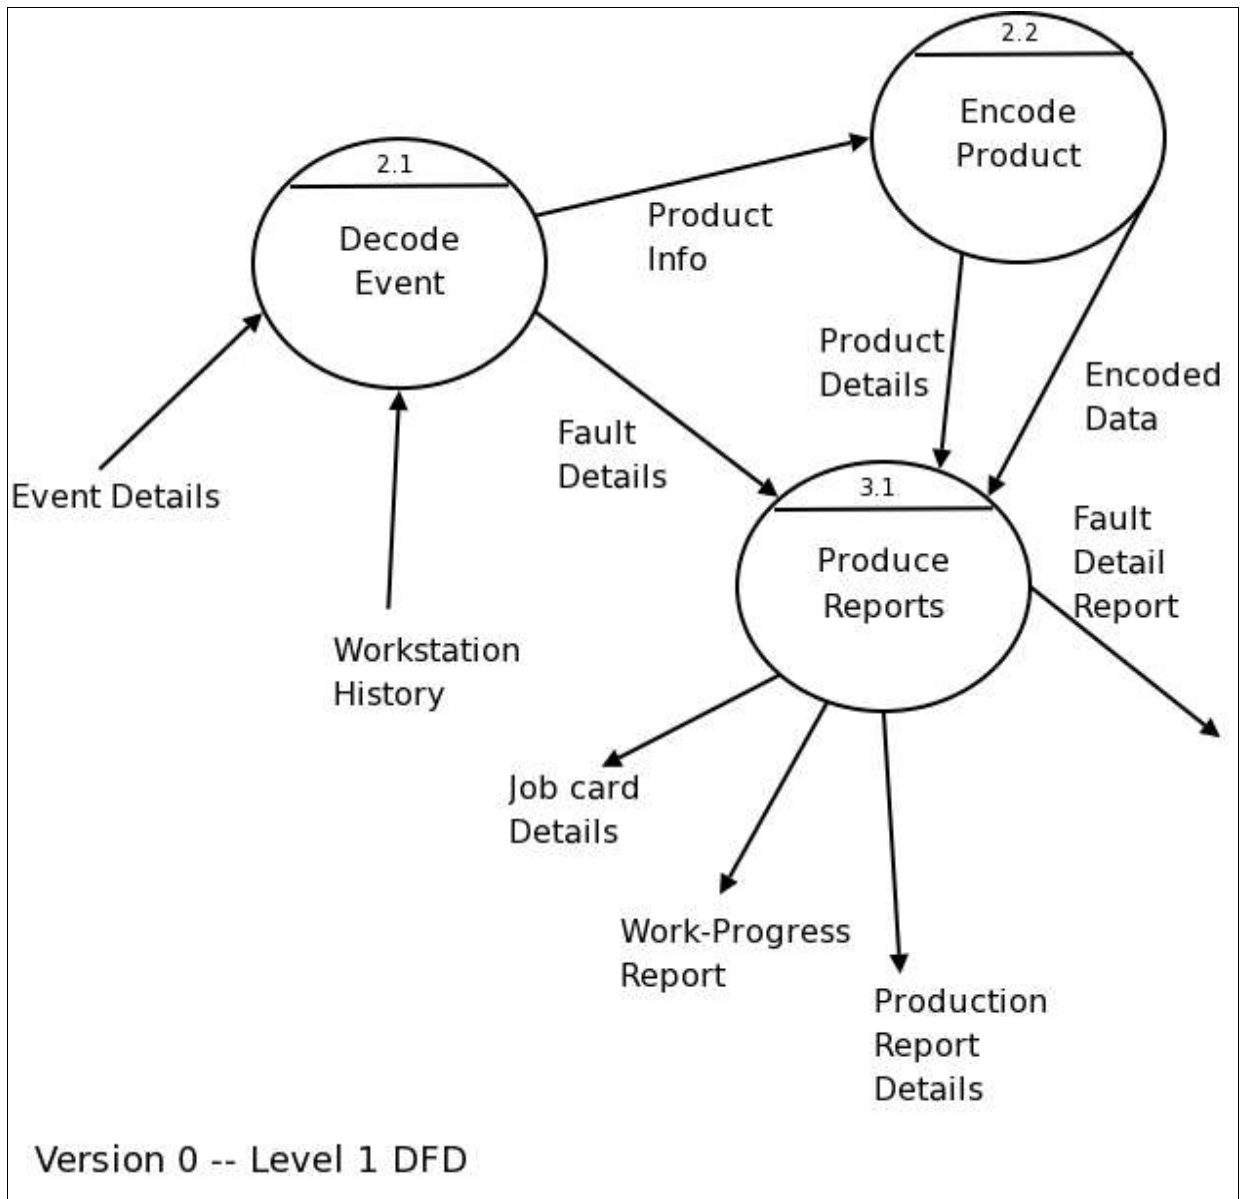 2.2
Encode
Product
2.1
Decode
Event
Product
Info
Product
Details
Encoded
Data
Fault
Details
Event Details
3.1
Produce
Reports
Fault
Detail
Report
Workstation
History
Job card
Details
Work-Progress
Report
Production
Report
Details
Version 0 -- Level 1 DFD